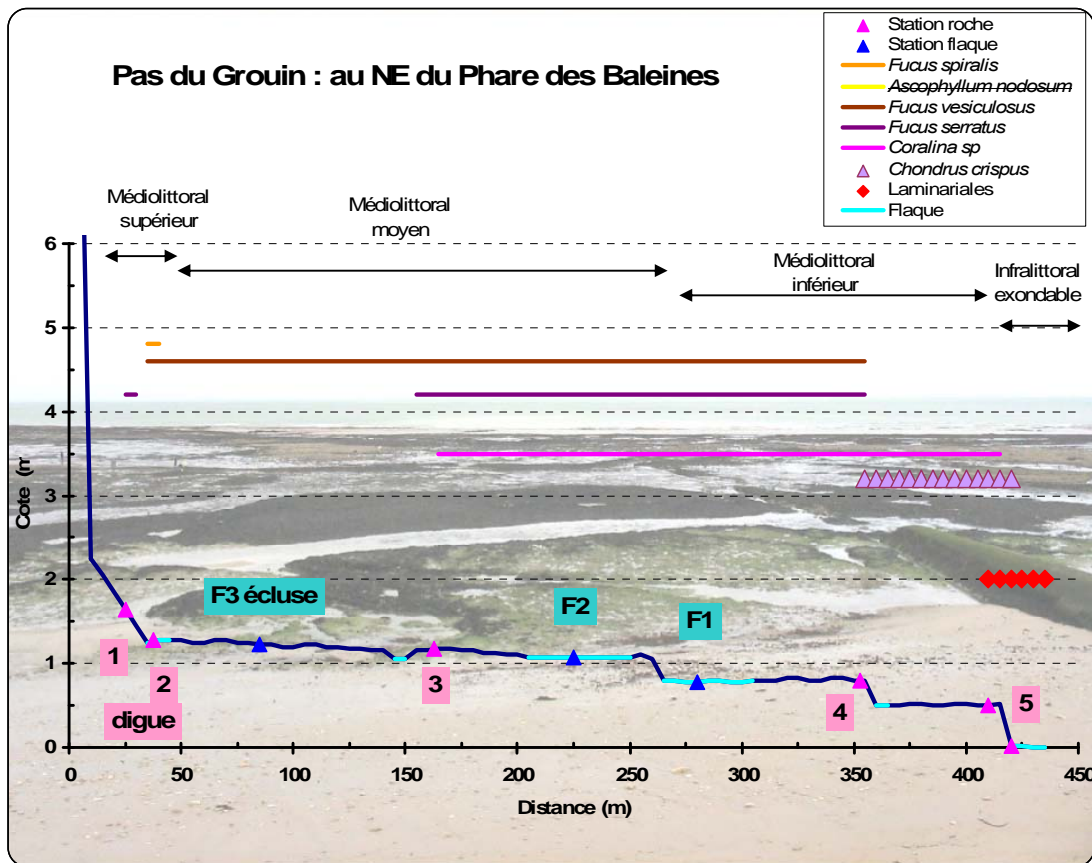 Pas du Grouin : au NE du Phare des Baleines
Station roche
Station flaque
Fucus spiralis
Ascophyllum nodosum
Fucus vesiculosus
Fucus serratus
Coralina sp
Chondrus crispus
Laminariales
Flaque
Médiolittoral
supérieur
Médiolittoral
moyen
Médiolittoral
inférieur
Infralittoral
exondable
6
5
4
3
2
1
0
Cote (m
F3 écluse
F2
F1
1
2
digue
3
4
5
0
50
100
150
200
250
300
350
400
450
Distance (m)